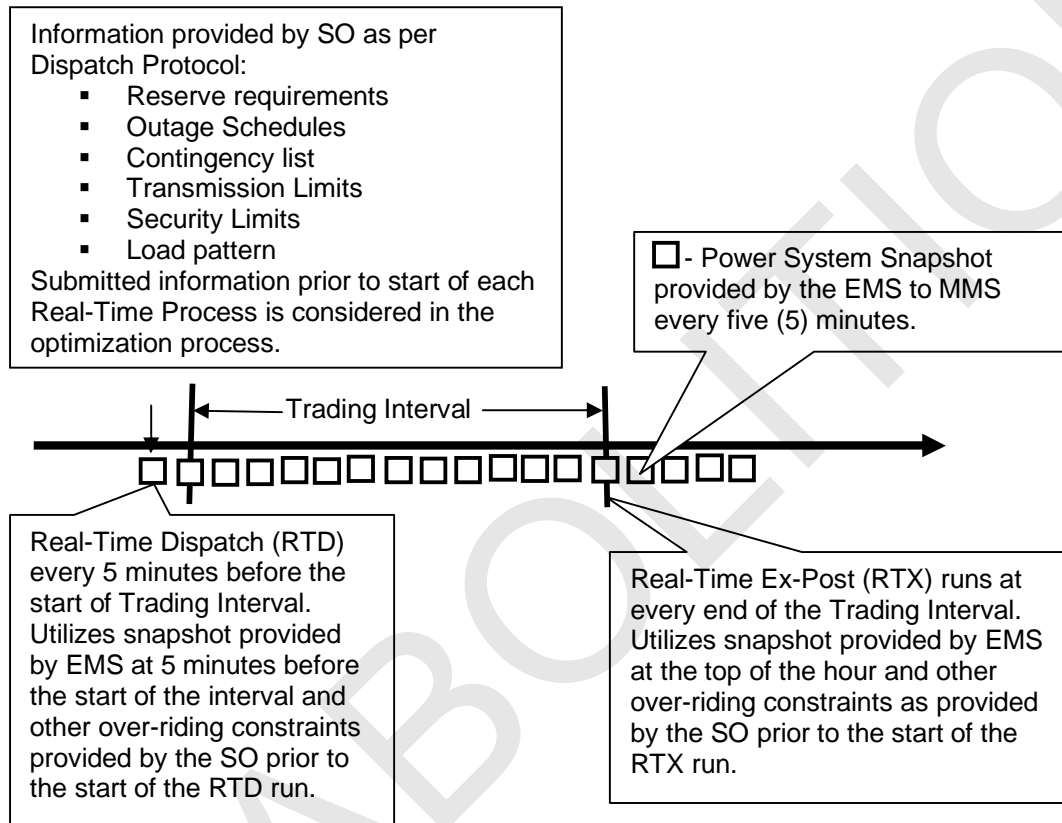 Information provided by SO as per
Dispatch Protocol:
▪ Reserve requirements
▪ Outage Schedules
▪ Contingency list
▪ Transmission Limits
▪ Security Limits
▪ Load pattern
Submitted information prior to start of each
Real-Time Process is considered in the
optimization process.
- Power System Snapshot
provided by the EMS to MMS
every five (5) minutes.
Trading Interval
Real-Time Dispatch (RTD)
every 5 minutes before the
start of Trading Interval.
Utilizes snapshot provided
by EMS at 5 minutes before
the start of the interval and
other over-riding constraints
provided by the SO prior to
the start of the RTD run.
Real-Time Ex-Post (RTX) runs at
every end of the Trading Interval.
Utilizes snapshot provided by EMS
at the top of the hour and other
over-riding constraints as provided
by the SO prior to the start of the
RTX run.
ABOLITIO